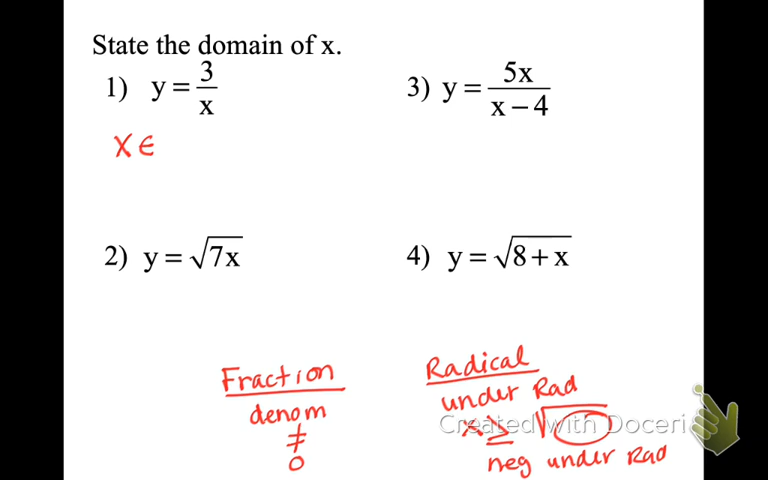 State the domain of x.
1) y = 3/x
x ∈
3) y = 5x/(x − 4)
2) y = √7x
4) y = √8 + x
Fraction
denom
≠
0
Radical
under Rad
x ≥ √
neg under Rad
Created with Doceri